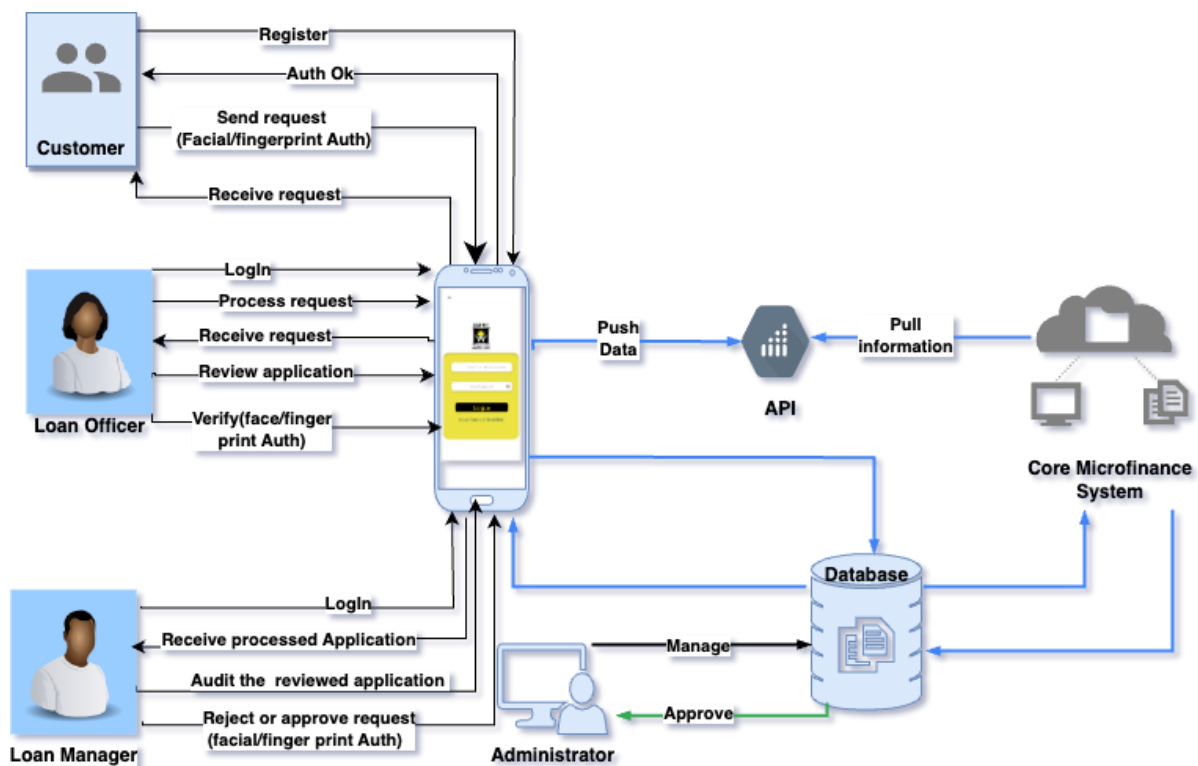 Register
Auth Ok
Send request
(Facial/fingerprint Auth)
Customer
Receive request
LogIn
Process request
Receive request
Review application
Verify(face/finger
print Auth)
Loan Officer
Push
Data
Pull
information
API
Core Microfinance
System
Database
LogIn
Receive processed Application
Audit the reviewed application
Reject or approve request
(facial/finger print Auth)
Loan Manager
Manage
Approve
Administrator